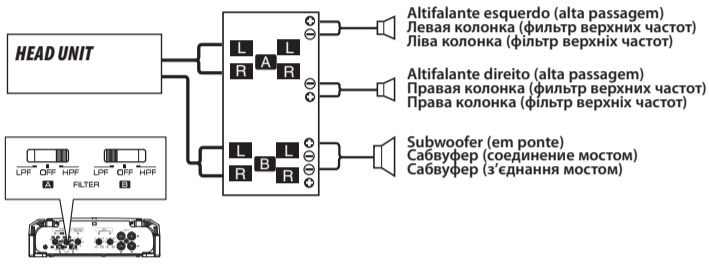 HEAD UNIT
L L
A
R R
L L
B
R R
Altifalante esquerdo (alta passagem)
Левая колонка (фильтр верхних частот)
Ліва колонка (фільтр верхніх частот)
Altifalante direito (alta passagem)
Правая колонка (фильтр верхних частот)
Права колонка (фільтр верхніх частот)
Subwoofer (em ponte)
Сабвуфер (соединение мостом)
Сабвуфер (з’єднання мостом)
LPF OFF HPF LPF OFF HPF
A FILTER B